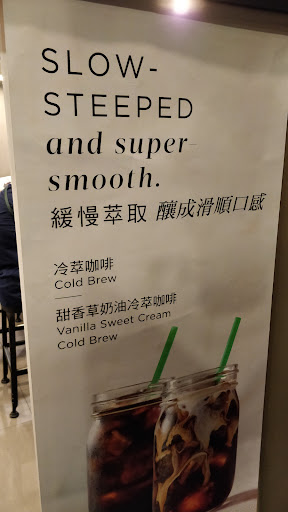 SLOW-
STEEPED
and super-
smooth.
緩慢萃取 釀成滑順口感
冷萃咖啡
Cold Brew
甜香草奶油冷萃咖啡
Vanilla Sweet Cream
Cold Brew